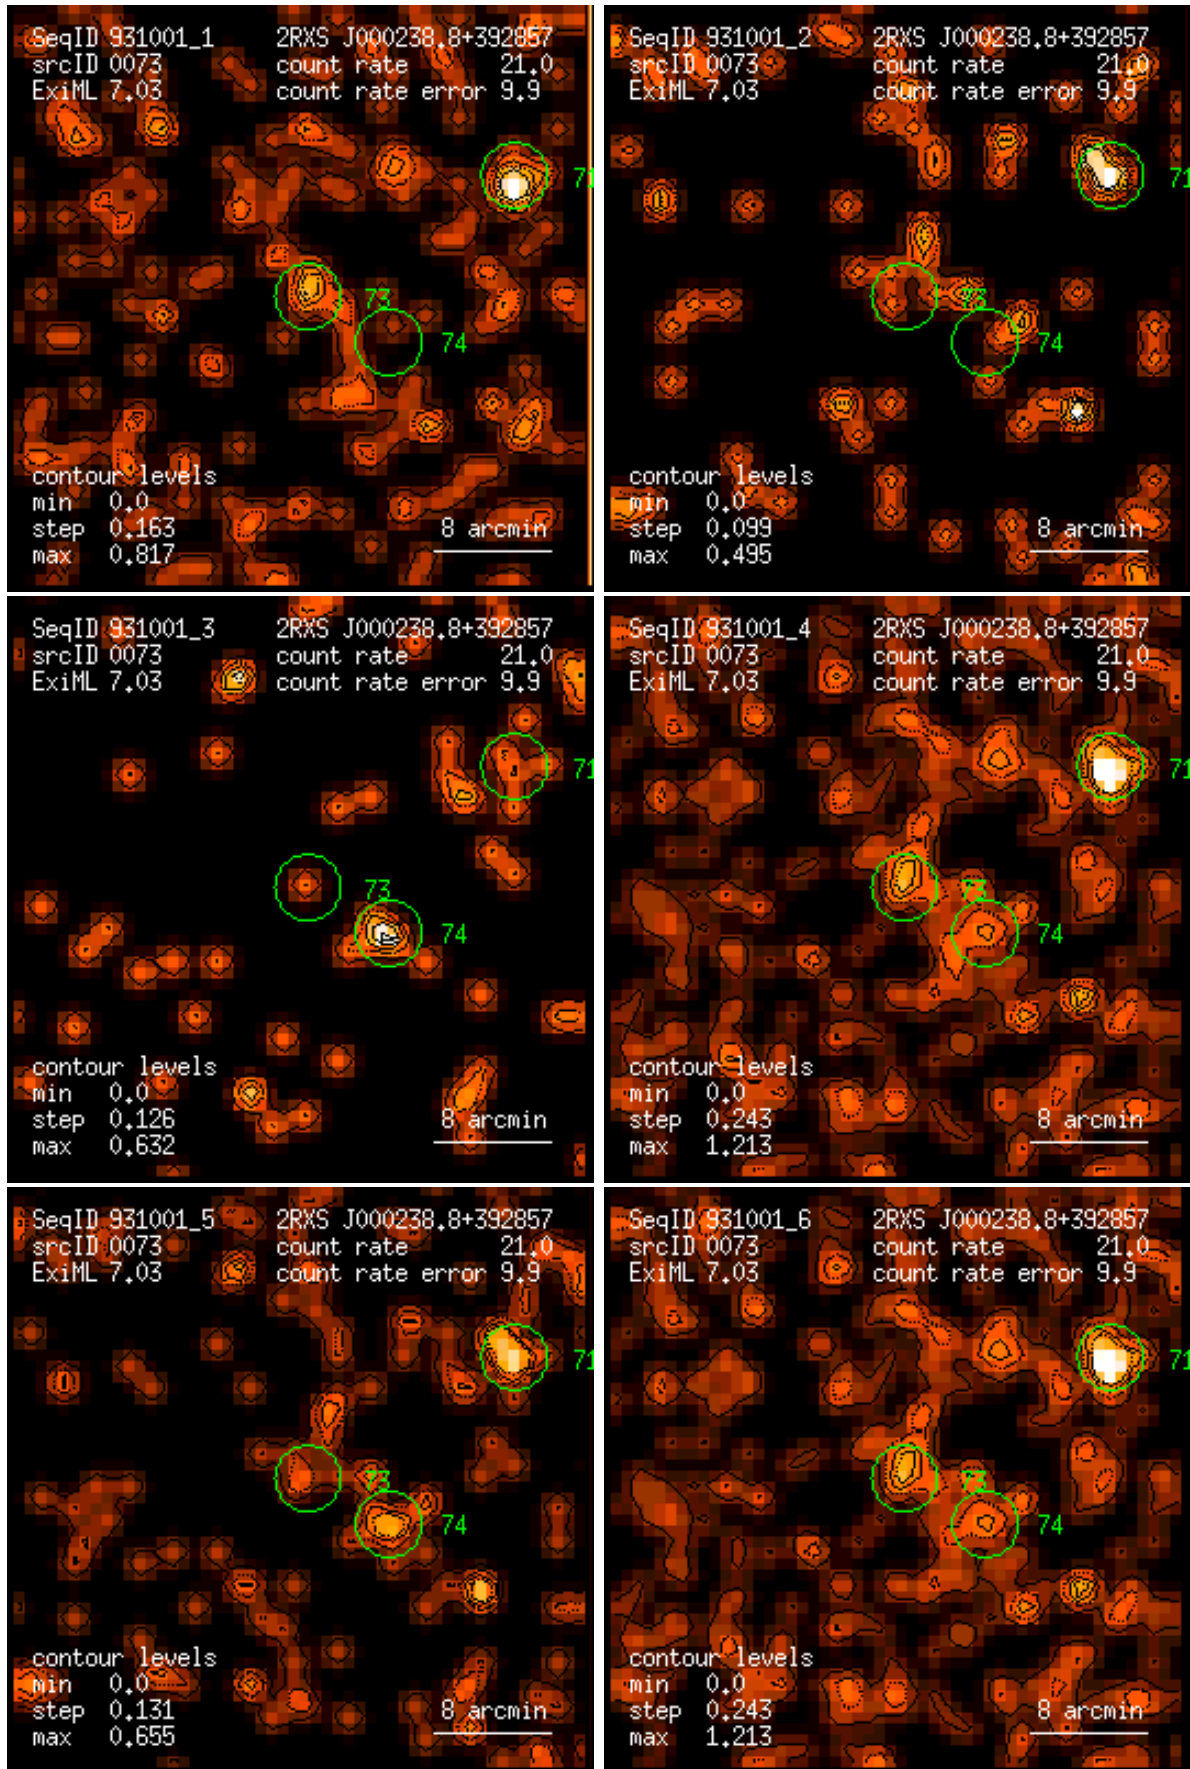 SeqID 931001_1 2RXS J000238.8+392857
srcID 0073 count rate 21.0
ExiML 7.03 count rate error 9.9
71
73
74
contour levels
min 0.0
step 0.163 8 arcmin
max 0.817
SeqID 931001_2 2RXS J000238.8+392857
srcID 0073 count rate 21.0
ExiML 7.03 count rate error 9.9
71
73
74
contour levels
min 0.0
step 0.099 8 arcmin
max 0.495
SeqID 931001_3 2RXS J000238.8+392857
srcID 0073 count rate 21.0
ExiML 7.03 count rate error 9.9
71
73
74
contour levels
min 0.0
step 0.126 8 arcmin
max 0.632
SeqID 931001_4 2RXS J000238.8+392857
srcID 0073 count rate 21.0
ExiML 7.03 count rate error 9.9
71
73
74
contour levels
min 0.0
step 0.243 8 arcmin
max 1.213
SeqID 931001_5 2RXS J000238.8+392857
srcID 0073 count rate 21.0
ExiML 7.03 count rate error 9.9
71
73
74
contour levels
min 0.0
step 0.131 8 arcmin
max 0.655
SeqID 931001_6 2RXS J000238.8+392857
srcID 0073 count rate 21.0
ExiML 7.03 count rate error 9.9
71
73
74
contour levels
min 0.0
step 0.243 8 arcmin
max 1.213